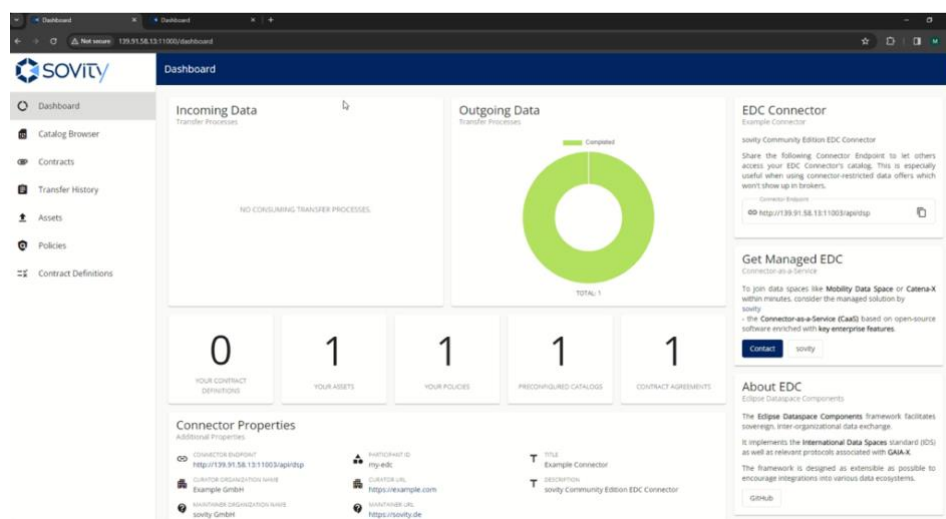 Dashboard
Dashboard
Not secure 139.91.58.13:11000/dashboard
SOVITY
Dashboard
Dashboard
Catalog Browser
Contracts
Transfer History
Assets
Policies
Contract Definitions
Incoming Data
Transfer Processes
NO CONSUMING TRANSFER PROCESSES.
Outgoing Data
Transfer Processes
Completed
TOTAL: 1
0
YOUR CONTRACT
DEFINITIONS
1
YOUR ASSETS
1
YOUR POLICIES
1
PRECONFIGURED CATALOGS
1
CONTRACT AGREEMENTS
Connector Properties
Additional Properties
CONNECTOR ENDPOINT
http://139.91.58.13:11003/api/dsp
PARTICIPANT ID
my-edc
TITLE
Example Connector
CURATOR ORGANIZATION NAME
Example GmbH
CURATOR URL
https://example.com
DESCRIPTION
sovity Community Edition EDC Connector
MAINTAINER ORGANIZATION NAME
sovity GmbH
MAINTAINER URL
https://sovity.de
EDC Connector
Example Connector
sovity Community Edition EDC Connector
Share the following Connector Endpoint to let others
access your EDC Connector's catalog. This is especially
useful when using connector-restricted data offers which
won't show up in brokers.
Connector Endpoint
http://139.91.58.13:11003/api/dsp
Get Managed EDC
Connector-as-a-Service
To join data spaces like Mobility Data Space or Catena-X
within minutes, consider the managed solution by
sovity
- the Connector-as-a-Service (CaaS) based on open-source
software enriched with key enterprise features.
Contact
sovity
About EDC
Eclipse Dataspace Components
The Eclipse Dataspace Components framework facilitates
sovereign, inter-organizational data exchange.
It implements the International Data Spaces standard (IDS)
as well as relevant protocols associated with GAIA-X.
The framework is designed as extensible as possible to
encourage integrations into various data ecosystems.
GitHub